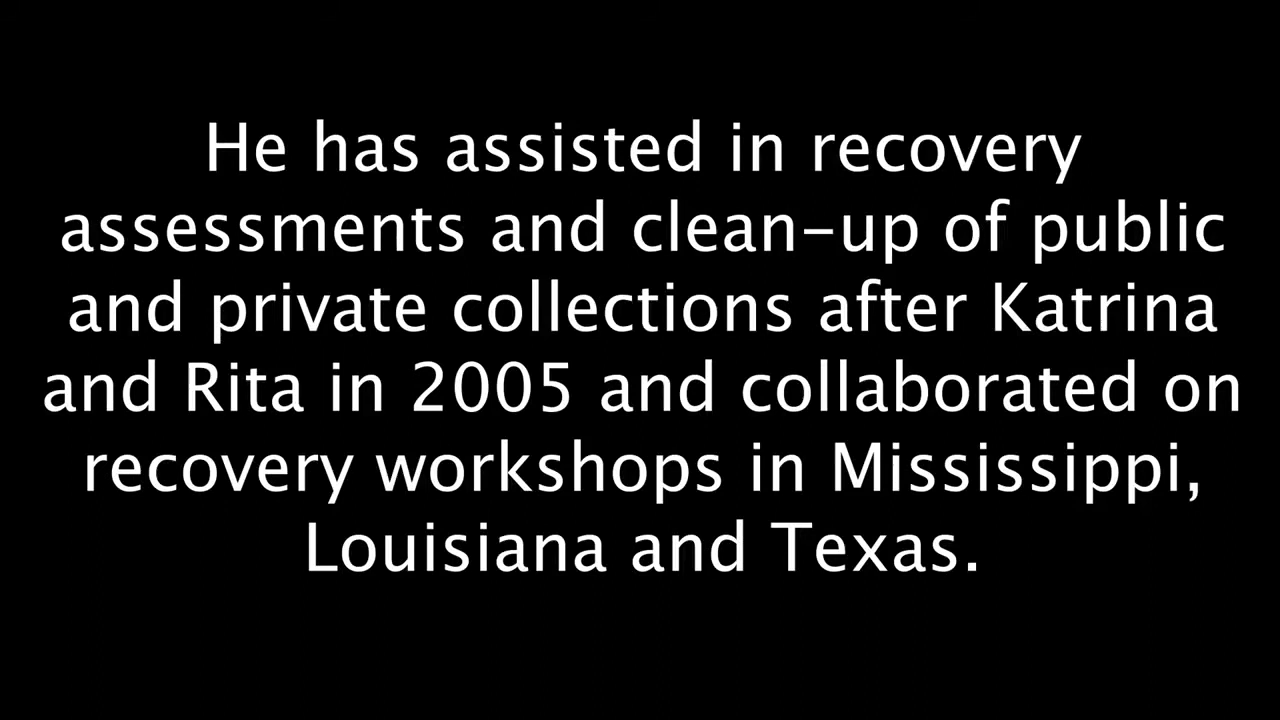 He has assisted in recovery
assessments and clean-up of public
and private collections after Katrina
and Rita in 2005 and collaborated on
recovery workshops in Mississippi,
Louisiana and Texas.